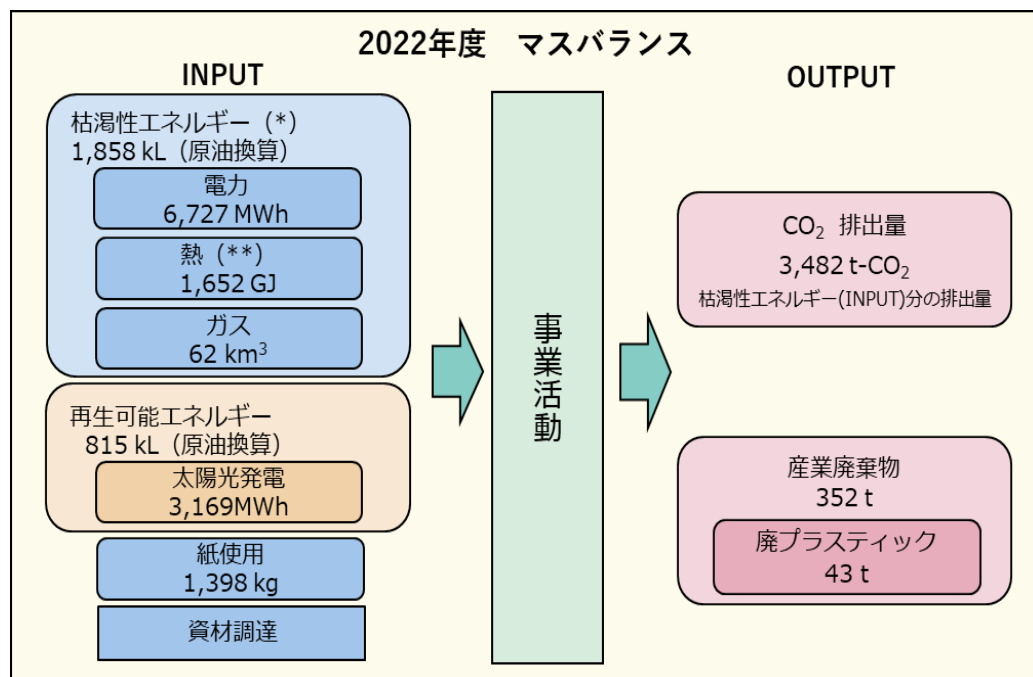 2022年度　マスバランス
INPUT
枯渇性エネルギー（*）
1,858 kL（原油換算）
電力
6,727 MWh
熱（**）
1,652 GJ
ガス
62 km³
再生可能エネルギー
815 kL（原油換算）
太陽光発電
3,169MWh
紙使用
1,398 kg
資材調達
事業活動
OUTPUT
CO₂ 排出量
3,482 t-CO₂
枯渇性エネルギー(INPUT)分の排出量
産業廃棄物
352 t
廃プラスティック
43 t